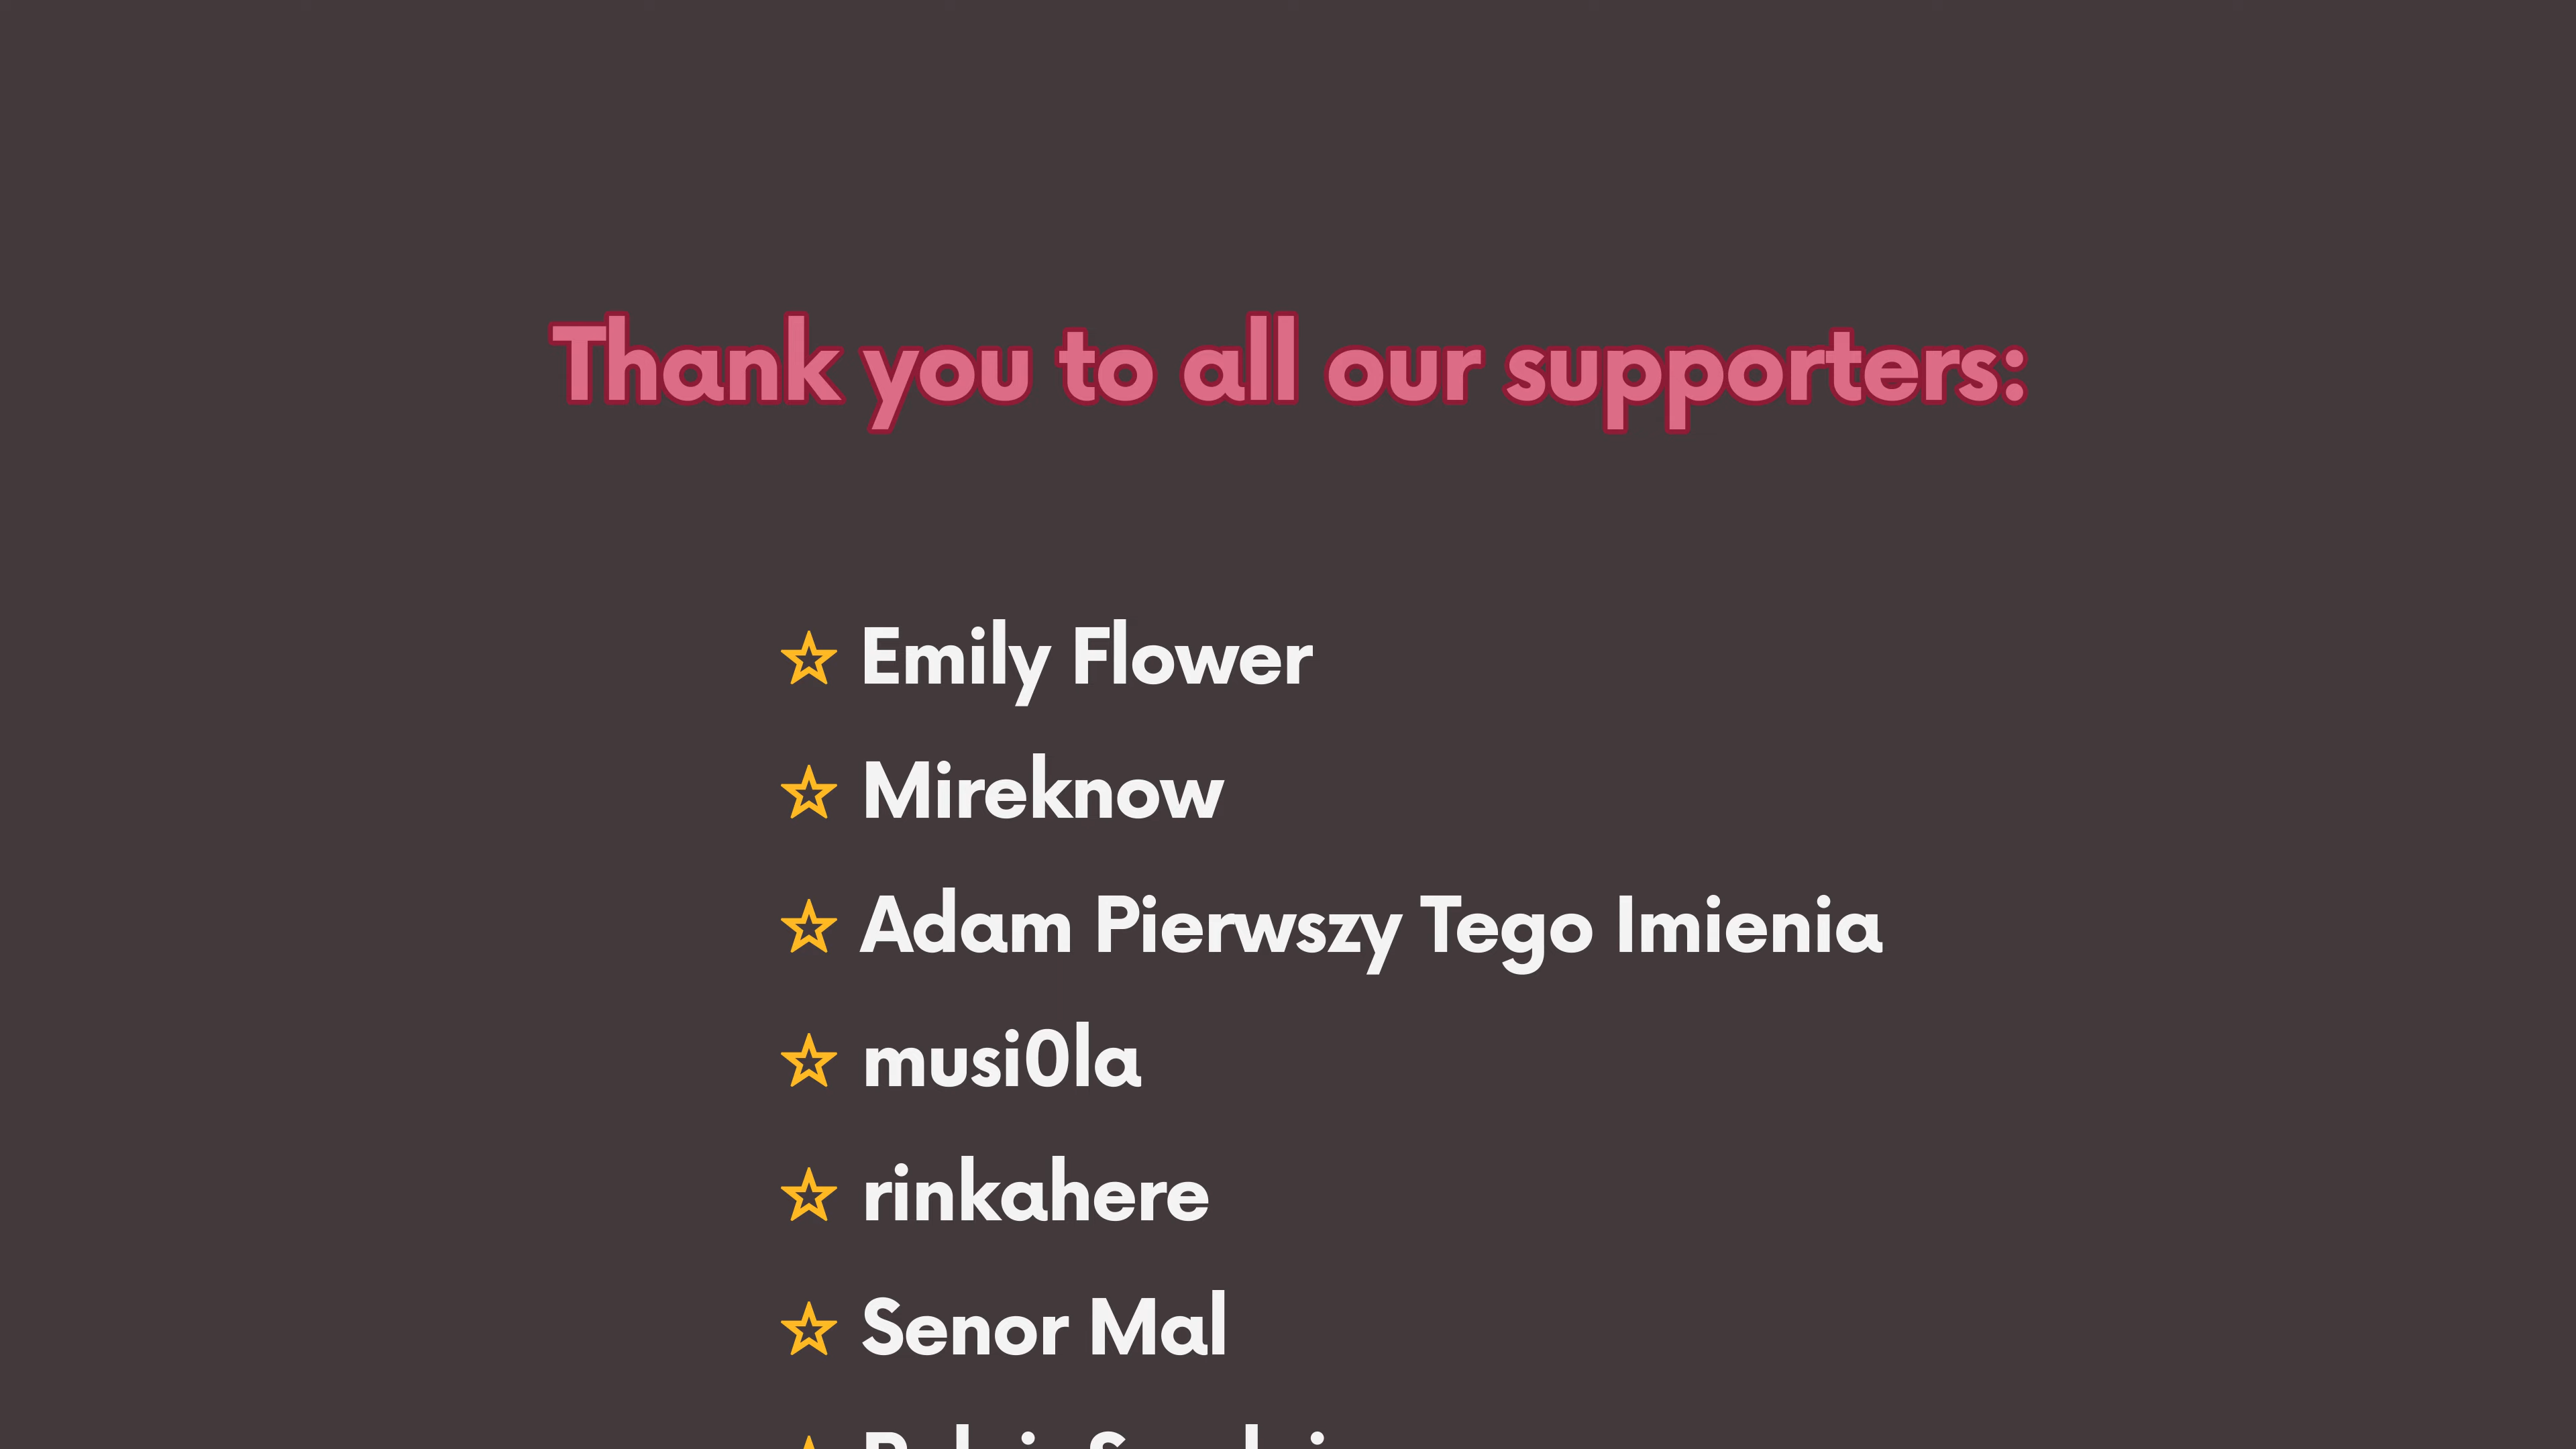 Thank you to all our supporters:
☆ Emily Flower
☆ Mireknow
☆ Adam Pierwszy Tego Imienia
☆ musi0la
☆ rinkahere
☆ Senor Mal